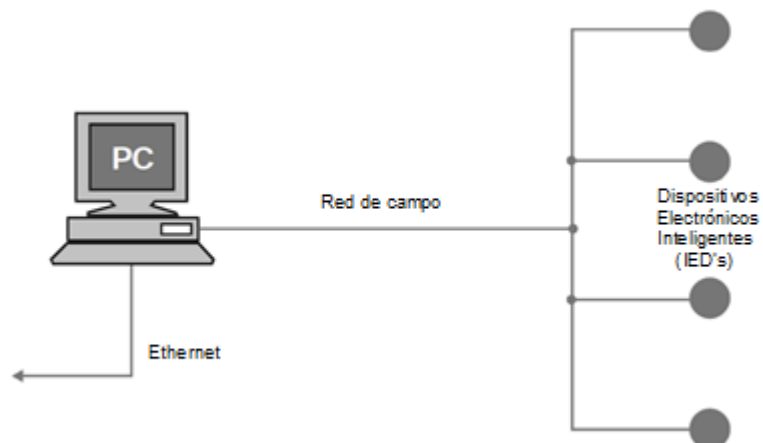 PC
Red de campo
Dispositivos
Electrónicos
Inteligentes
(IED's)
Ethernet